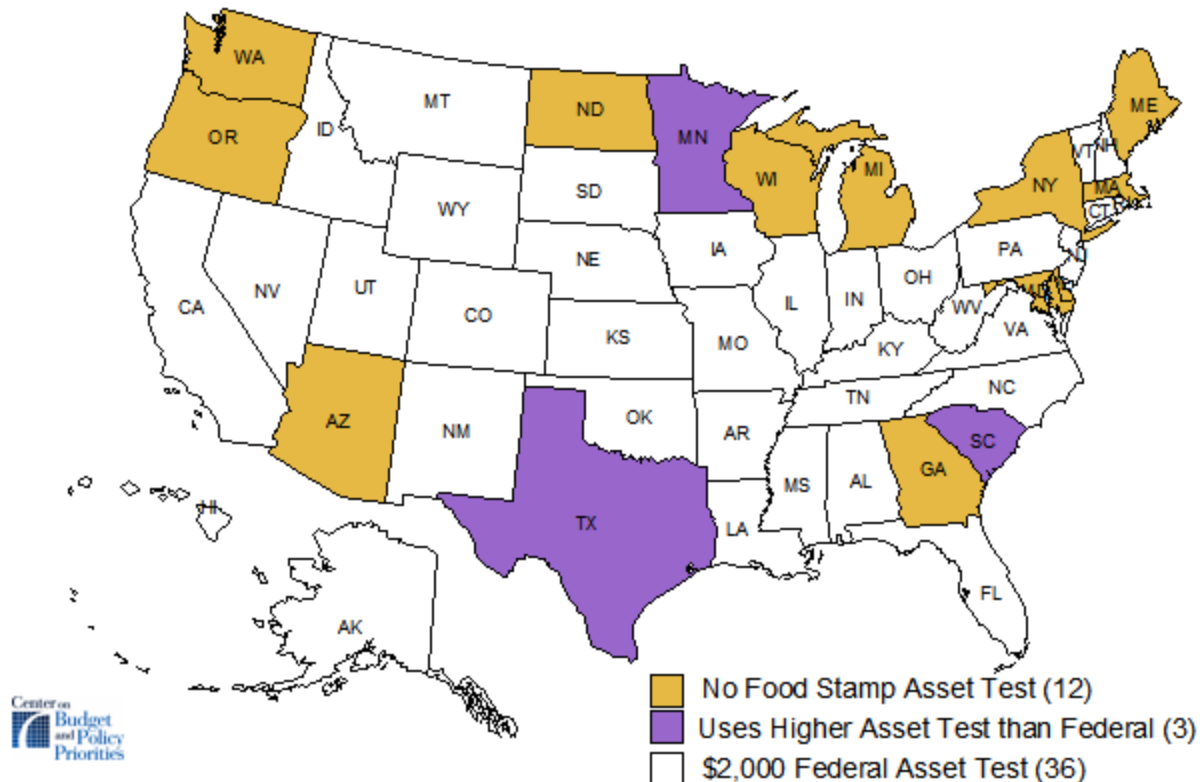 WA
OR
ID
MT
ND
MN
WI
MI
ME
VT
NH
NY
MA
CT
SD
WY
IA
PA
NJ
NE
OH
NV
UT
CO
CA
IL
IN
WV
VA
KS
MO
KY
NC
TN
AZ
NM
OK
AR
SC
GA
MS
AL
TX
LA
HI
FL
AK
No Food Stamp Asset Test (12)
Uses Higher Asset Test than Federal (3)
$2,000 Federal Asset Test (36)
Center on
Budget
and Policy
Priorities